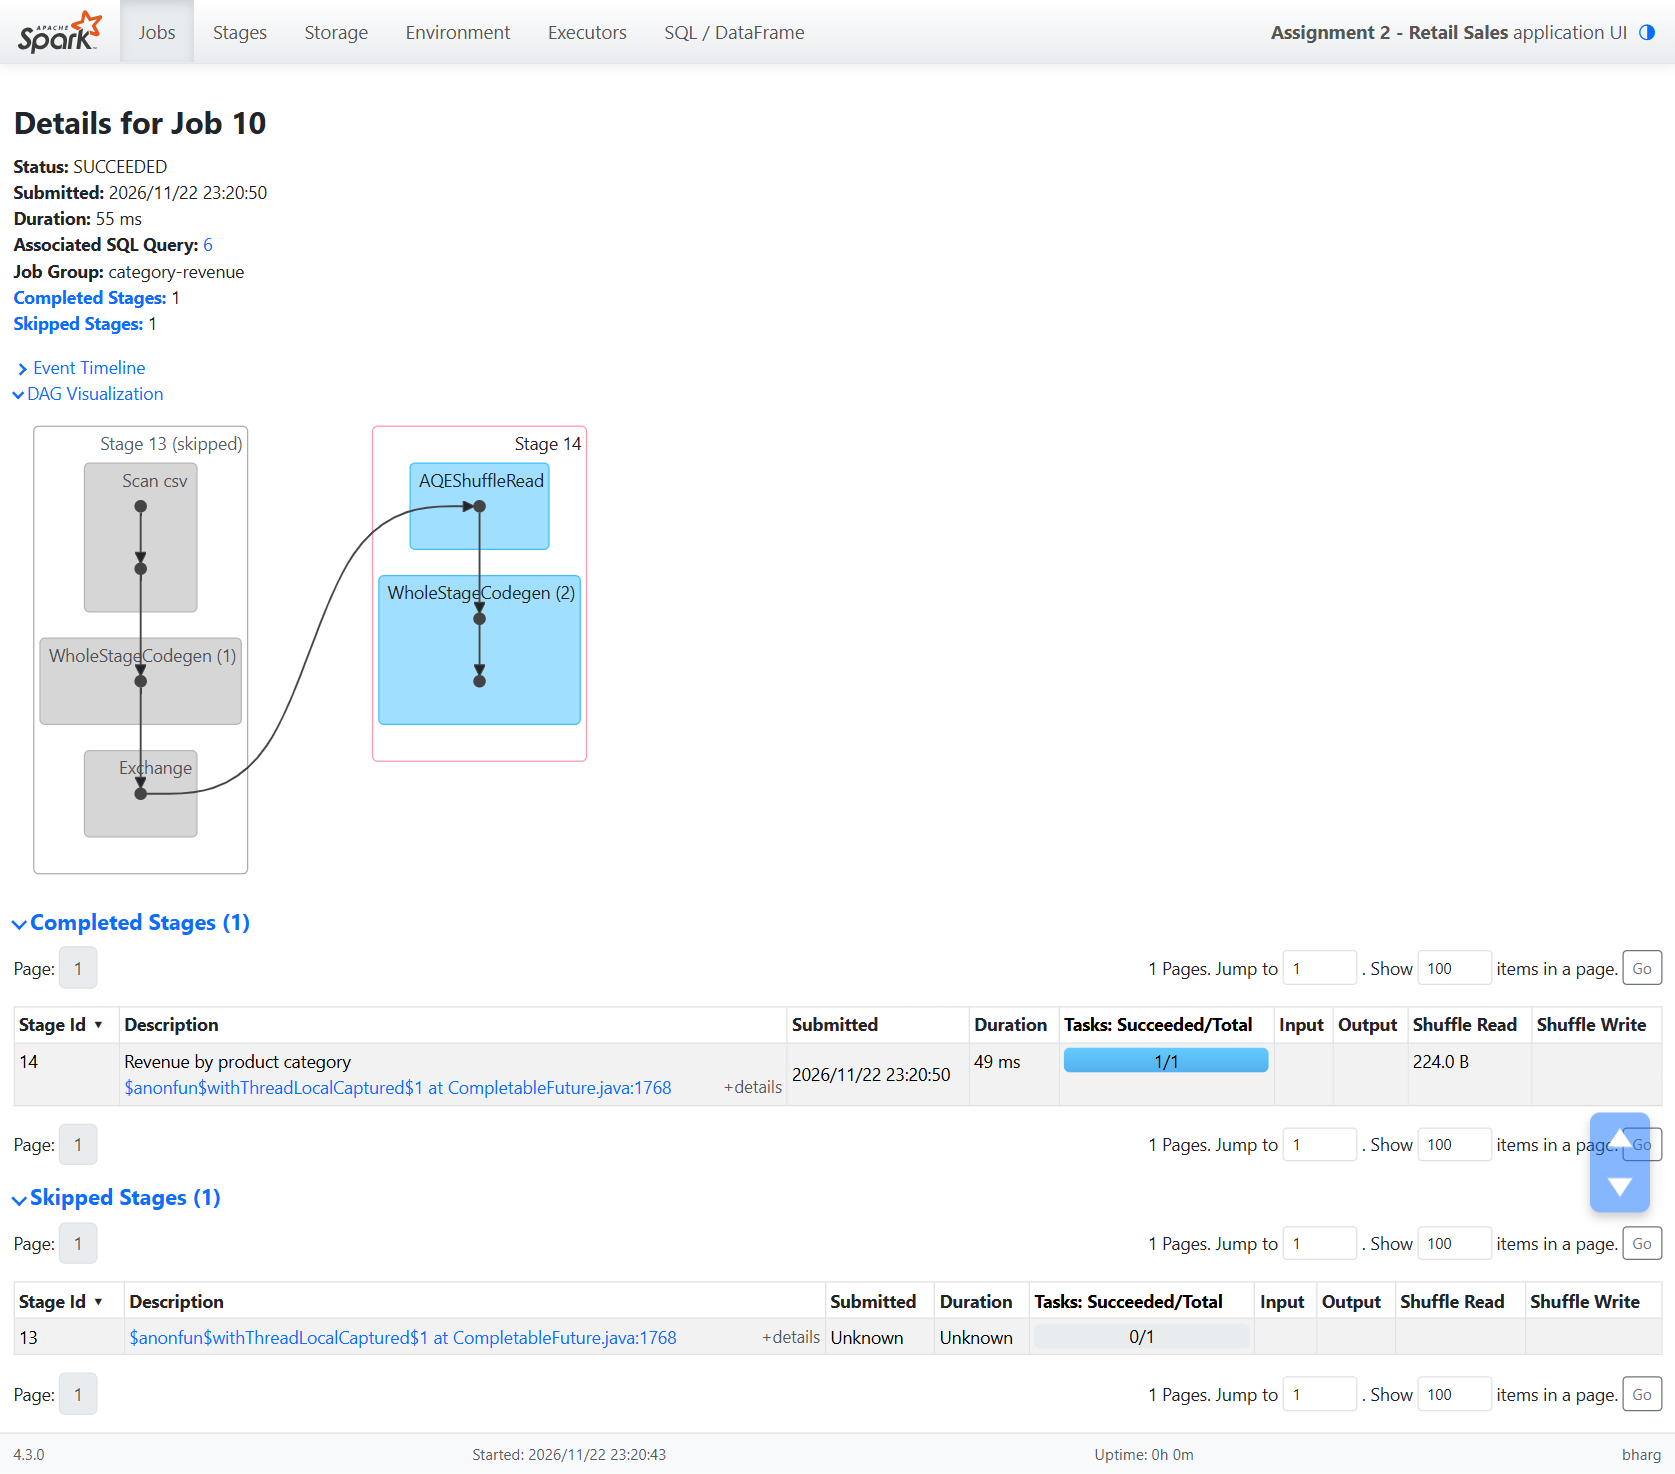 APACHE
Spark™
Jobs Stages Storage Environment Executors SQL / DataFrame Assignment 2 - Retail Sales application UI
Details for Job 10
Status: SUCCEEDED
Submitted: 2026/11/22 23:20:50
Duration: 55 ms
Associated SQL Query: 6
Job Group: category-revenue
Completed Stages: 1
Skipped Stages: 1
Event Timeline
DAG Visualization
Stage 13 (skipped)
Scan csv
WholeStageCodegen (1)
Exchange
Stage 14
AQEShuffleRead
WholeStageCodegen (2)
Completed Stages (1)
Page: 1 1 Pages. Jump to 1 . Show 100 items in a page. Go
Stage Id ▾ Description Submitted Duration Tasks: Succeeded/Total Input Output Shuffle Read Shuffle Write
14 Revenue by product category 2026/11/22 23:20:50 49 ms 1/1 224.0 B
$anonfun$withThreadLocalCaptured$1 at CompletableFuture.java:1768 +details
Page: 1 1 Pages. Jump to 1 . Show 100 items in a page. Go
Skipped Stages (1)
Page: 1 1 Pages. Jump to 1 . Show 100 items in a page. Go
Stage Id ▾ Description Submitted Duration Tasks: Succeeded/Total Input Output Shuffle Read Shuffle Write
13 $anonfun$withThreadLocalCaptured$1 at CompletableFuture.java:1768 +details Unknown Unknown 0/1
Page: 1 1 Pages. Jump to 1 . Show 100 items in a page. Go
4.3.0 Started: 2026/11/22 23:20:43 Uptime: 0h 0m bharg